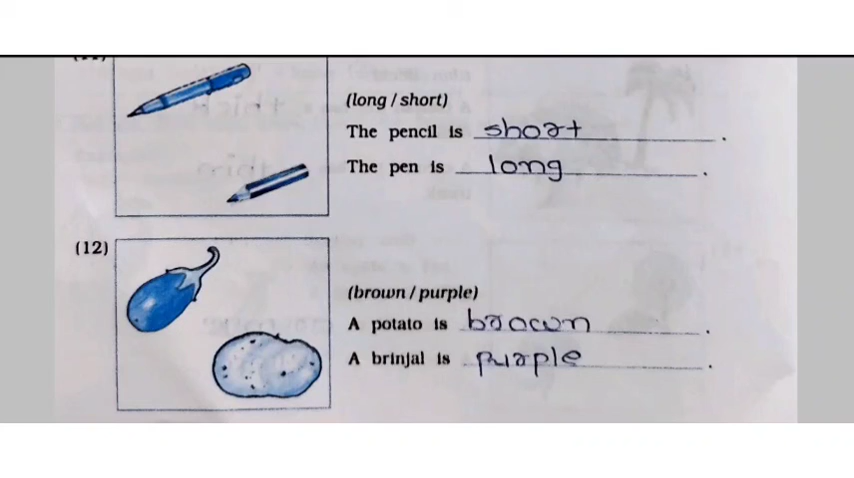 (long / short)
The pencil is short.
The pen is long.
(12)
(brown / purple)
A potato is brown.
A brinjal is purple.